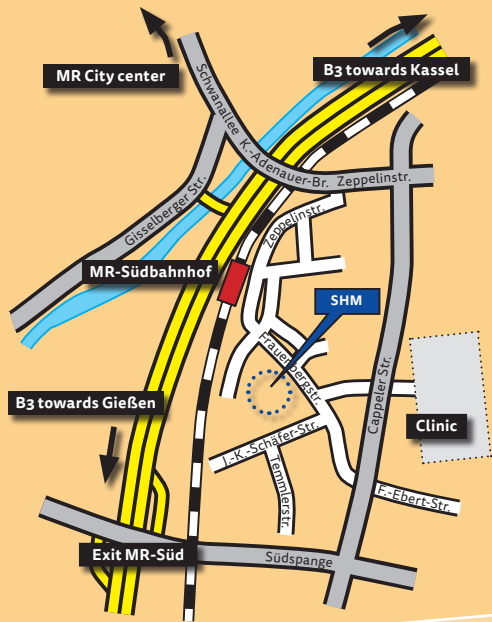 MR City center
B3 towards Kassel
Schwanallee
K.-Adenauer-Br.
Zeppelinstr.
Gisselberger Str.
Zeppelinstr.
MR-Südbahnhof
SHM
Frauenbergstr.
Cappeler Str.
B3 towards Gießen
Clinic
J.-K.-Schäfer-Str.
Temmlerstr.
F.-Ebert-Str.
Exit MR-Süd
Südspange